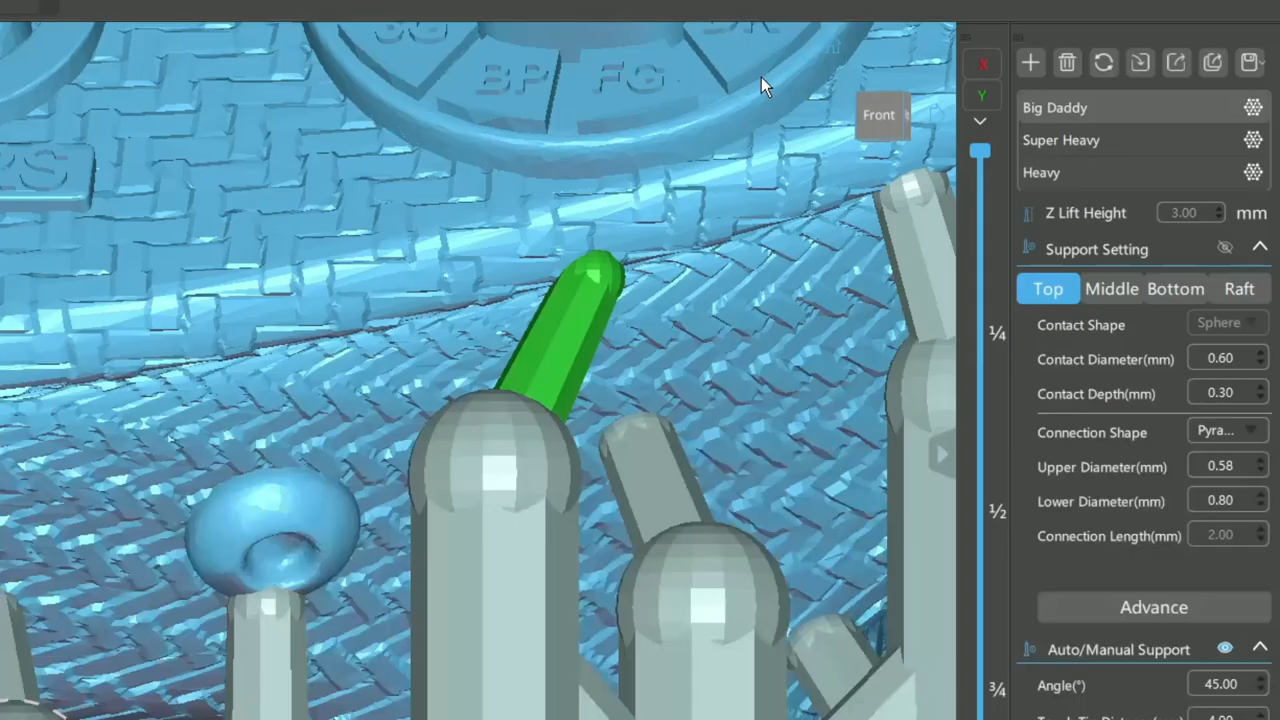 X
Y
BP
FG
RS
Front
¼
½
¾
Big Daddy
Super Heavy
Heavy
Z Lift Height 3.00 mm
Support Setting
Top Middle Bottom Raft
Contact Shape Sphere
Contact Diameter(mm) 0.60
Contact Depth(mm) 0.30
Connection Shape Pyra...
Upper Diameter(mm) 0.58
Lower Diameter(mm) 0.80
Connection Length(mm) 2.00
Advance
Auto/Manual Support
Angle(°) 45.00